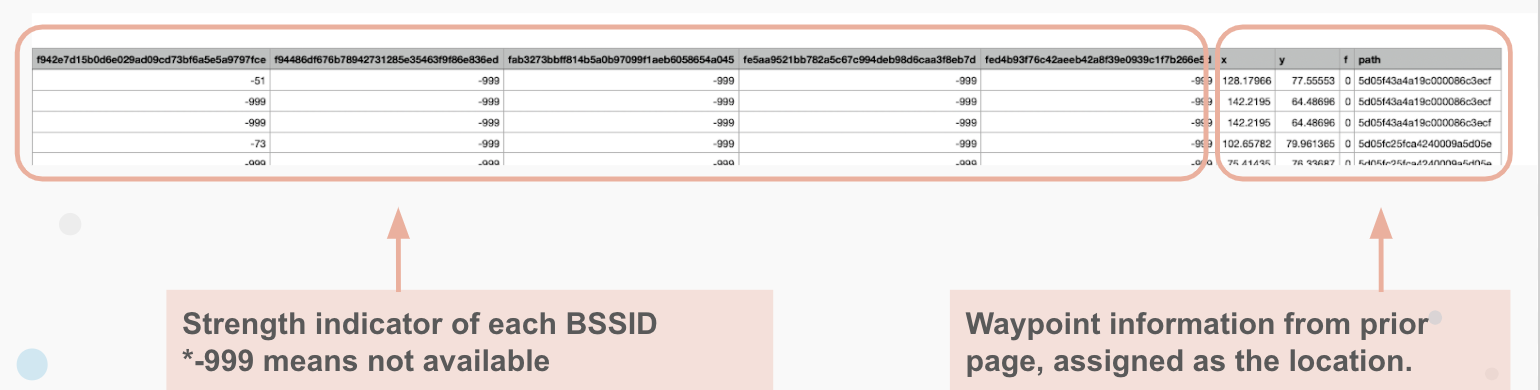 f942e7d15b0d6e029ad09cd73bf6a5e5a9797fce f94486df676b78942731285e35463f9f86e836ed fab3273bbff814b5a0b97099f1aeb6058654a045 fe5aa9521bb782a5c67c994deb98d6caa3f8eb7d fed4b93f76c42aeeb42a8f39e0939c1f7b266e5d x y f path
-51 -999 -999 -999 -999 128.17966 77.55553 0 5d05f43a4a19c000086c3ecf
-999 -999 -999 -999 -999 142.2195 64.48696 0 5d05f43a4a19c000086c3ecf
-999 -999 -999 -999 -999 142.2195 64.48696 0 5d05f43a4a19c000086c3ecf
-73 -999 -999 -999 -999 102.65782 79.961365 0 5d05fc25fca4240009a5d05e
-999 -999 -999 -999 -999 75.41435 76.33687 0 5d05fc25fca4240009a5d05e
Strength indicator of each BSSID
*-999 means not available
Waypoint information from prior
page, assigned as the location.